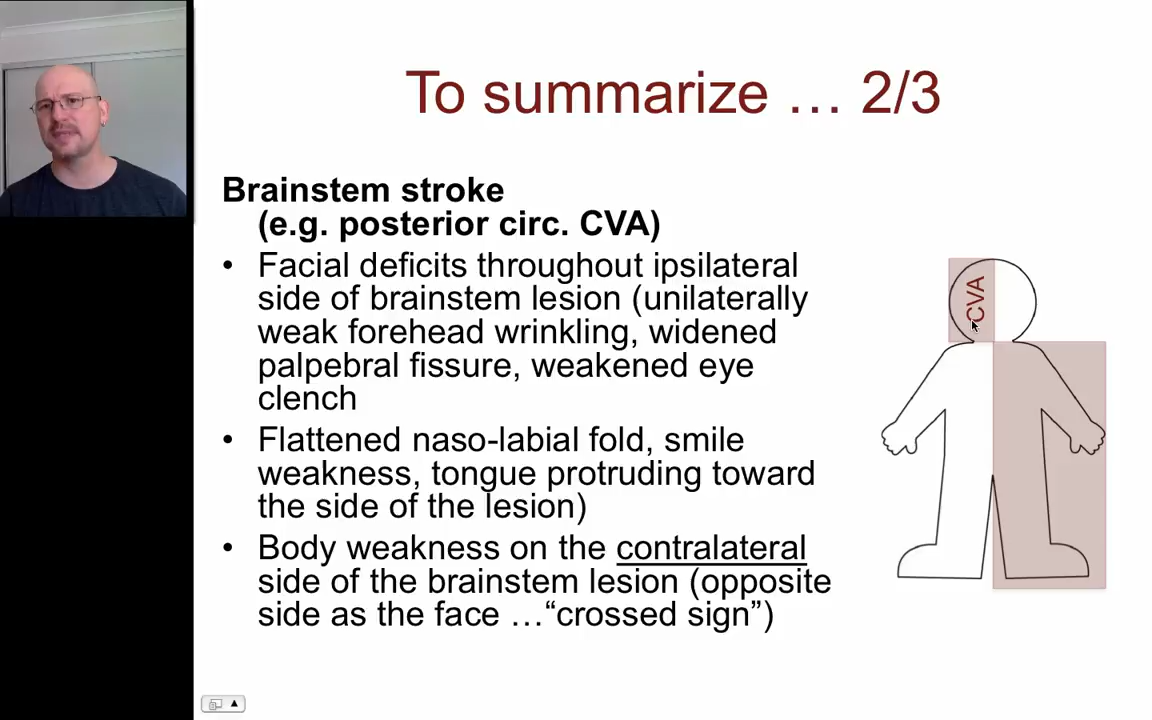 To summarize … 2/3
Brainstem stroke
(e.g. posterior circ. CVA)
• Facial deficits throughout ipsilateral
side of brainstem lesion (unilaterally
weak forehead wrinkling, widened
palpebral fissure, weakened eye
clench
• Flattened naso-labial fold, smile
weakness, tongue protruding toward
the side of the lesion)
• Body weakness on the contralateral
side of the brainstem lesion (opposite
side as the face …“crossed sign”)
CVA